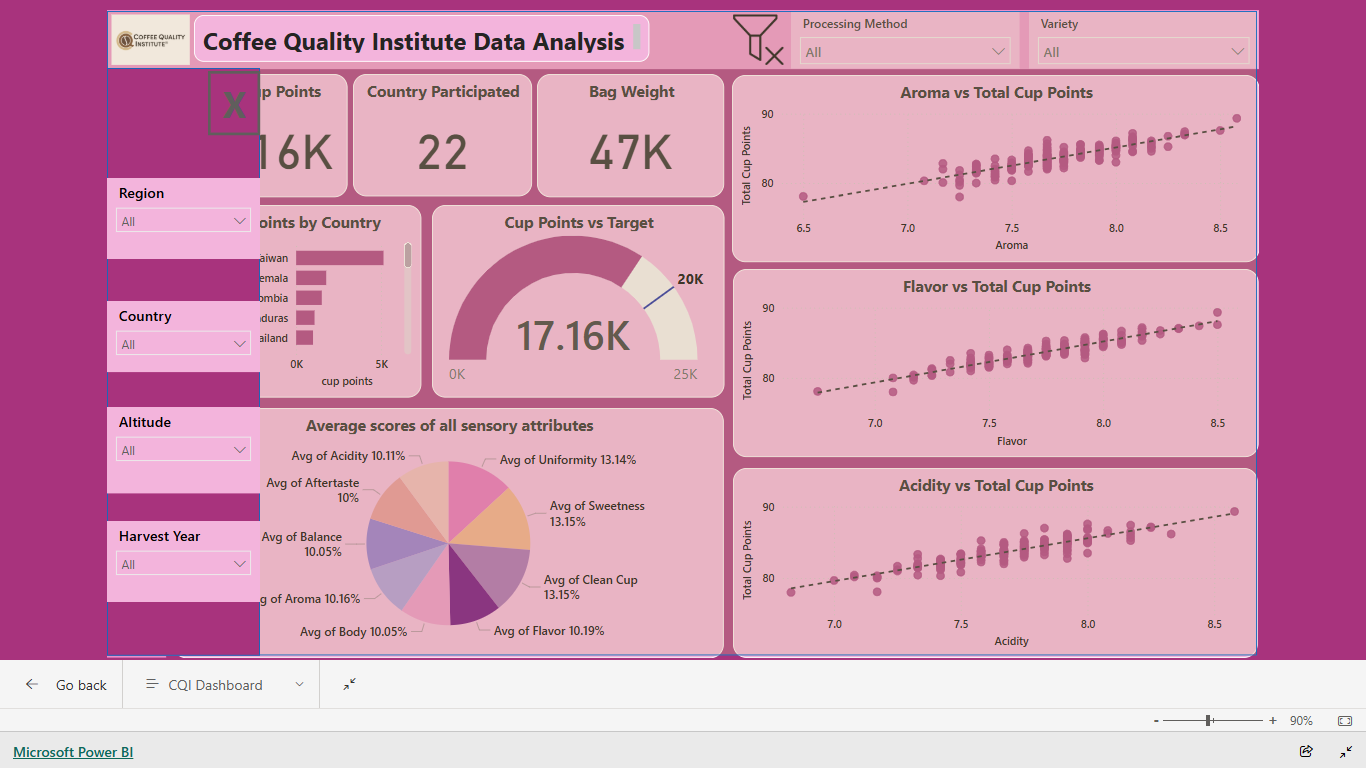 COFFEE QUALITY
INSTITUTE
Coffee Quality Institute Data Analysis
Processing Method
All
Variety
All
X
Region
All
Country
All
Altitude
All
Harvest Year
All
p Points
16K
Country Participated
22
Bag Weight
47K
oints by Country
aiwan
emala
ombia
duras
ailand
0K
5K
cup points
Cup Points vs Target
20K
17.16K
0K
25K
Average scores of all sensory attributes
Avg of Acidity 10.11%
Avg of Uniformity 13.14%
Avg of Aftertaste
10%
Avg of Sweetness
13.15%
Avg of Balance
10.05%
Avg of Clean Cup
13.15%
g of Aroma 10.16%
Avg of Body 10.05%
Avg of Flavor 10.19%
Aroma vs Total Cup Points
90
80
Total Cup Points
6.5
7.0
7.5
8.0
8.5
Aroma
Flavor vs Total Cup Points
90
80
Total Cup Points
7.0
7.5
8.0
8.5
Flavor
Acidity vs Total Cup Points
90
80
Total Cup Points
7.0
7.5
8.0
8.5
Acidity
Go back
CQI Dashboard
- + 90%
Microsoft Power BI